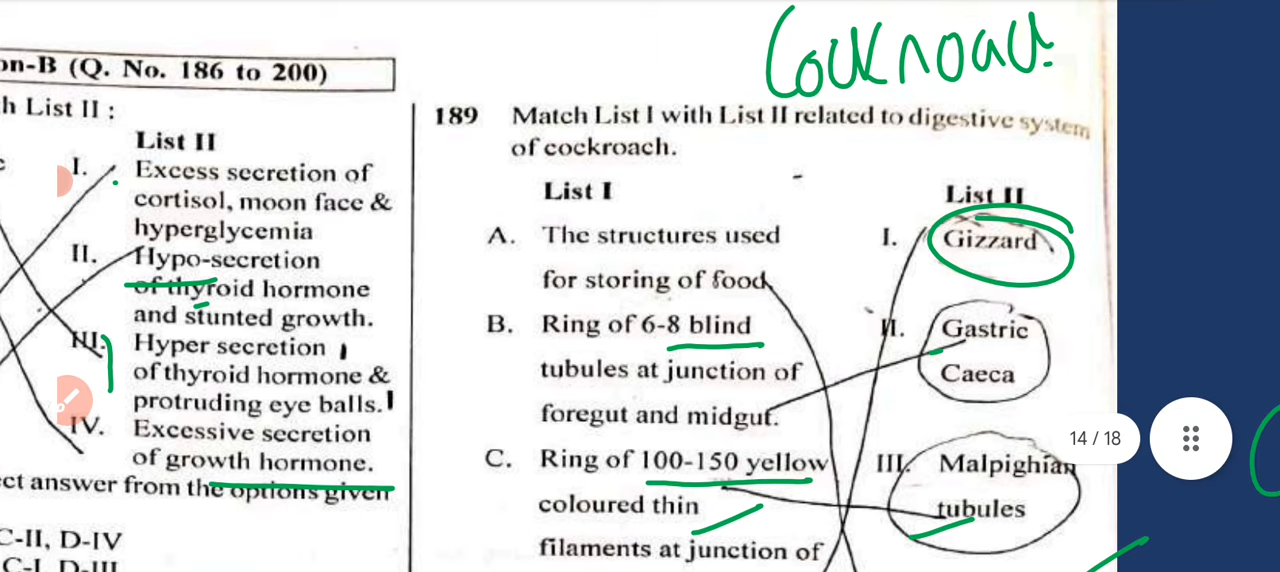 Cockroach
on-B (Q. No. 186 to 200)
h List II :
List II
I. Excess secretion of
cortisol, moon face &
hyperglycemia
II. Hypo-secretion
of thyroid hormone
and stunted growth.
III. Hyper secretion
of thyroid hormone &
protruding eye balls.
IV. Excessive secretion
of growth hormone.
ct answer from the options given
C-II, D-IV
C-I, D-III
189 Match List I with List II related to digestive system
of cockroach.
List I List II
A. The structures used I. Gizzard
for storing of food
B. Ring of 6-8 blind II. Gastric
tubules at junction of Caeca
foregut and midgut.
C. Ring of 100-150 yellow III. Malpighian
coloured thin tubules
filaments at junction of
14 / 18